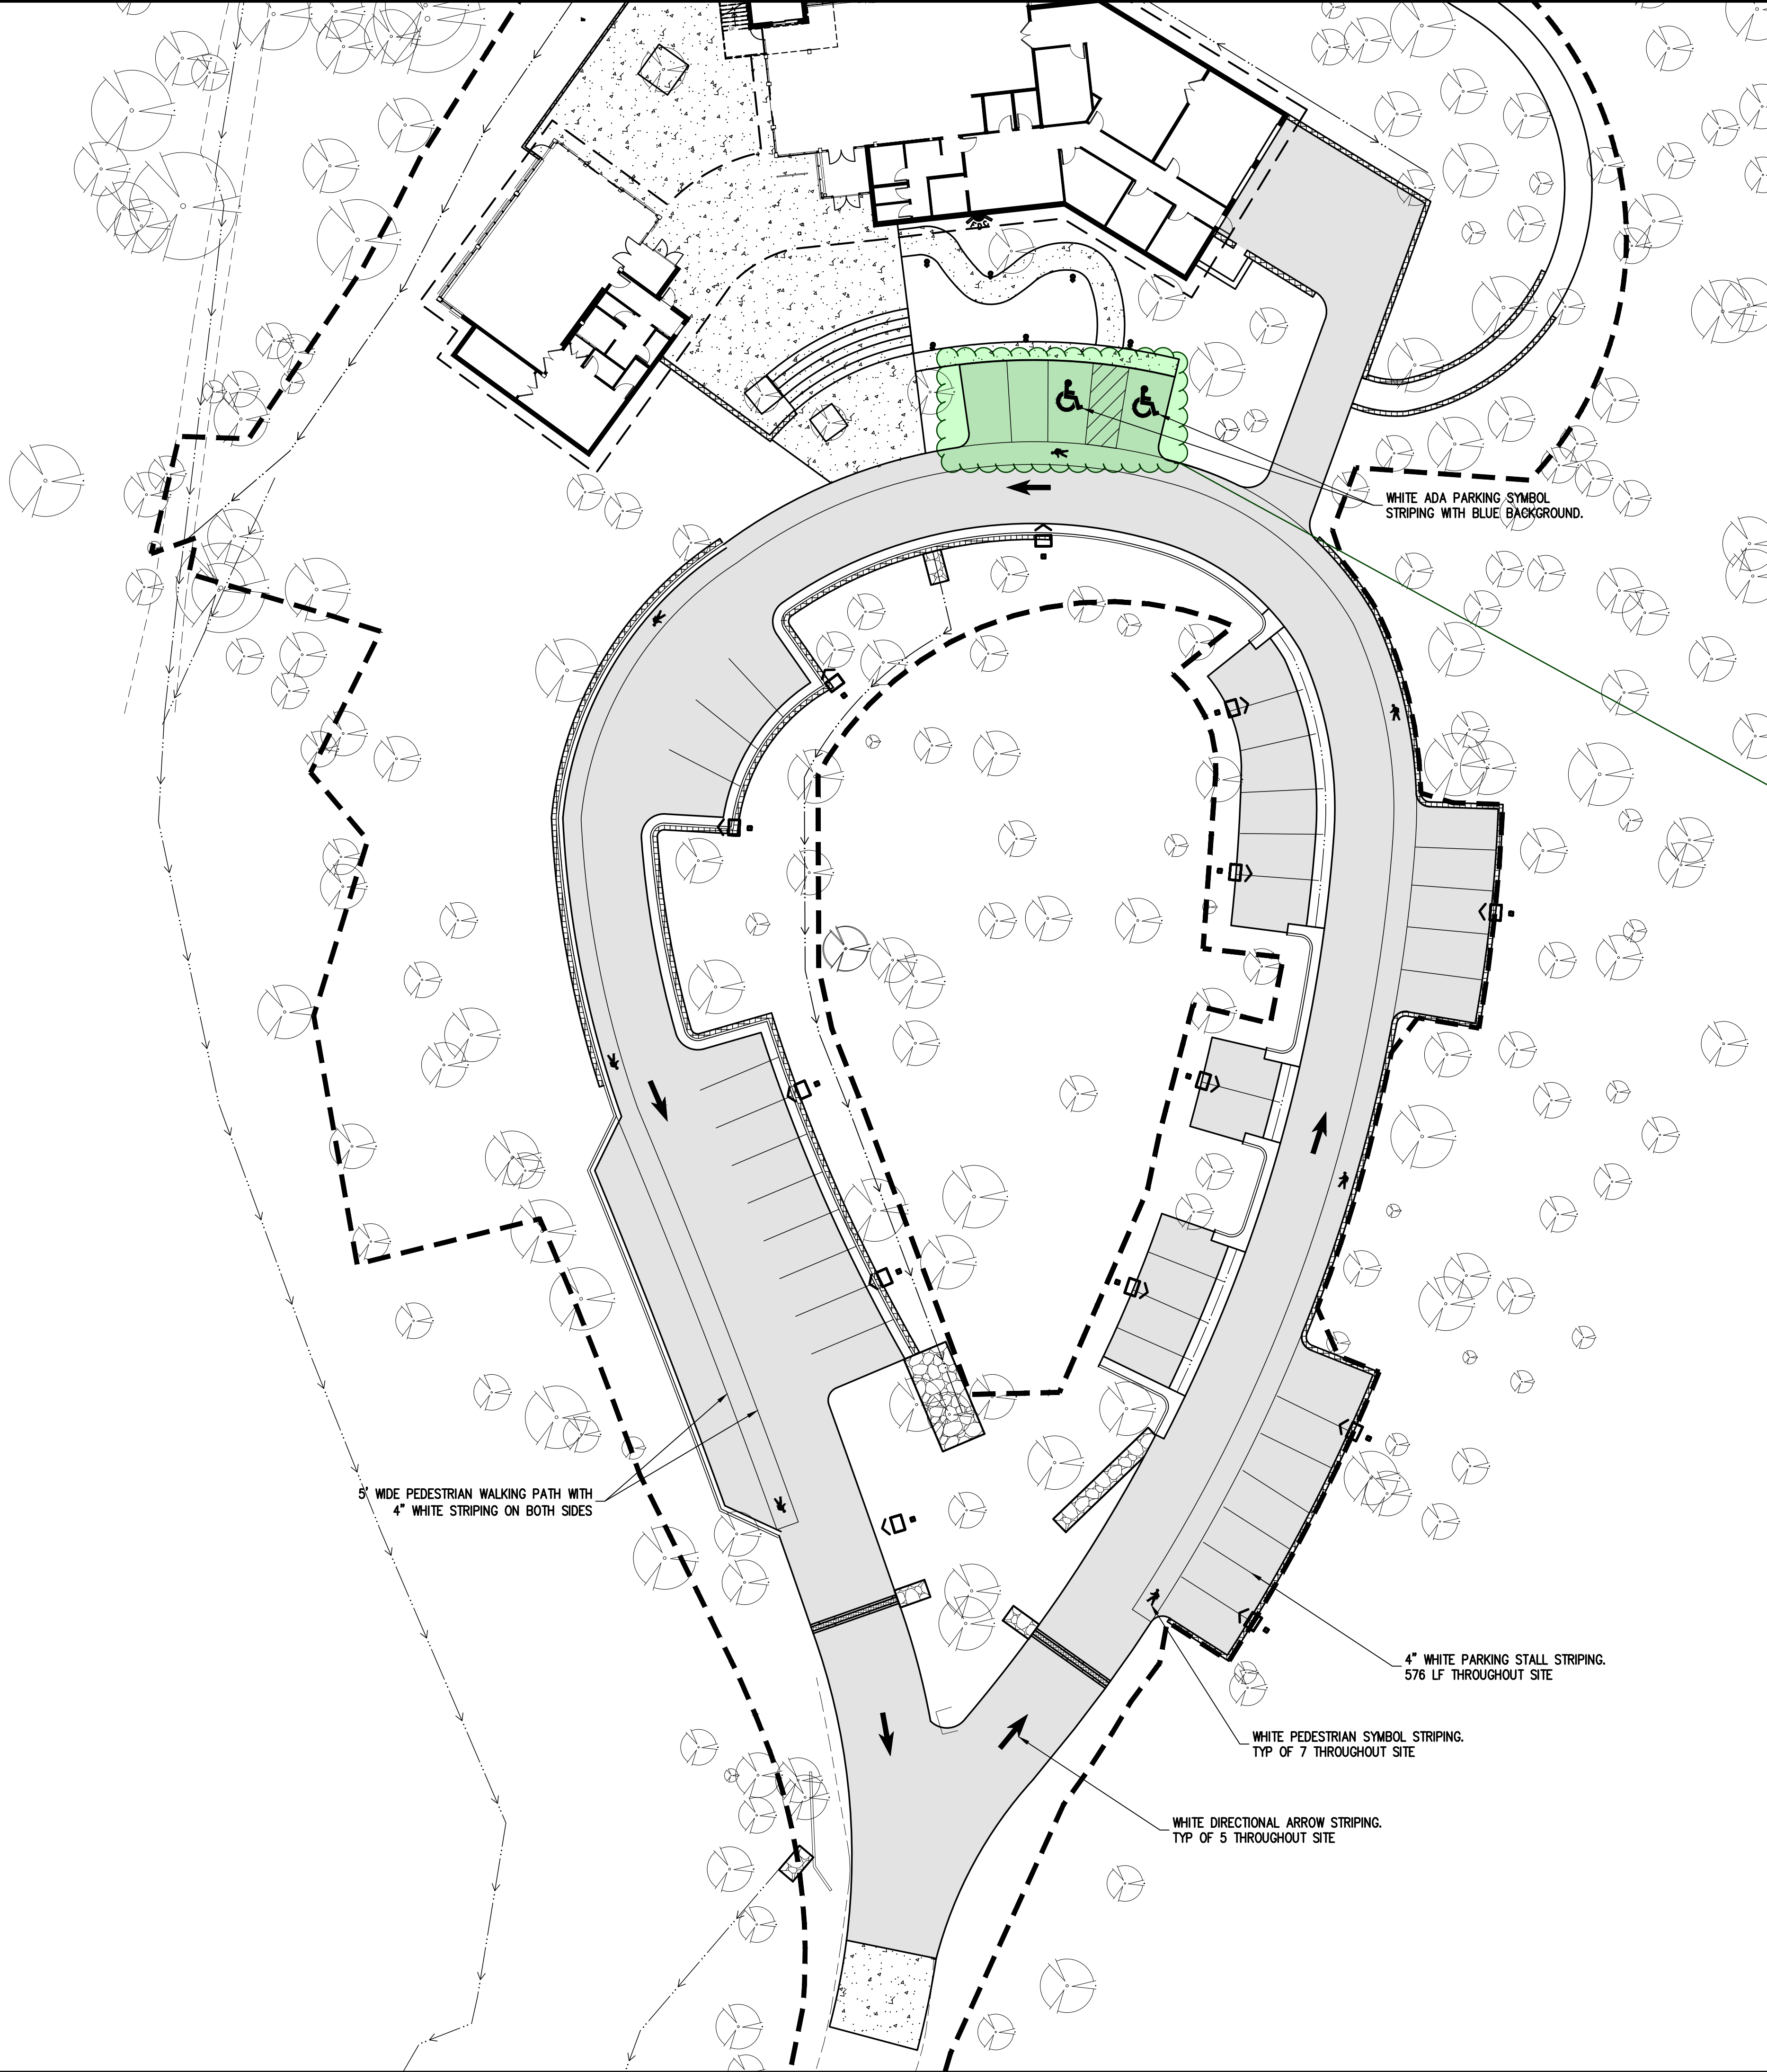 FDC
WHITE ADA PARKING SYMBOL
STRIPING WITH BLUE BACKGROUND.
5' WIDE PEDESTRIAN WALKING PATH WITH
4" WHITE STRIPING ON BOTH SIDES
4" WHITE PARKING STALL STRIPING.
576 LF THROUGHOUT SITE
WHITE PEDESTRIAN SYMBOL STRIPING.
TYP OF 7 THROUGHOUT SITE
WHITE DIRECTIONAL ARROW STRIPING.
TYP OF 5 THROUGHOUT SITE